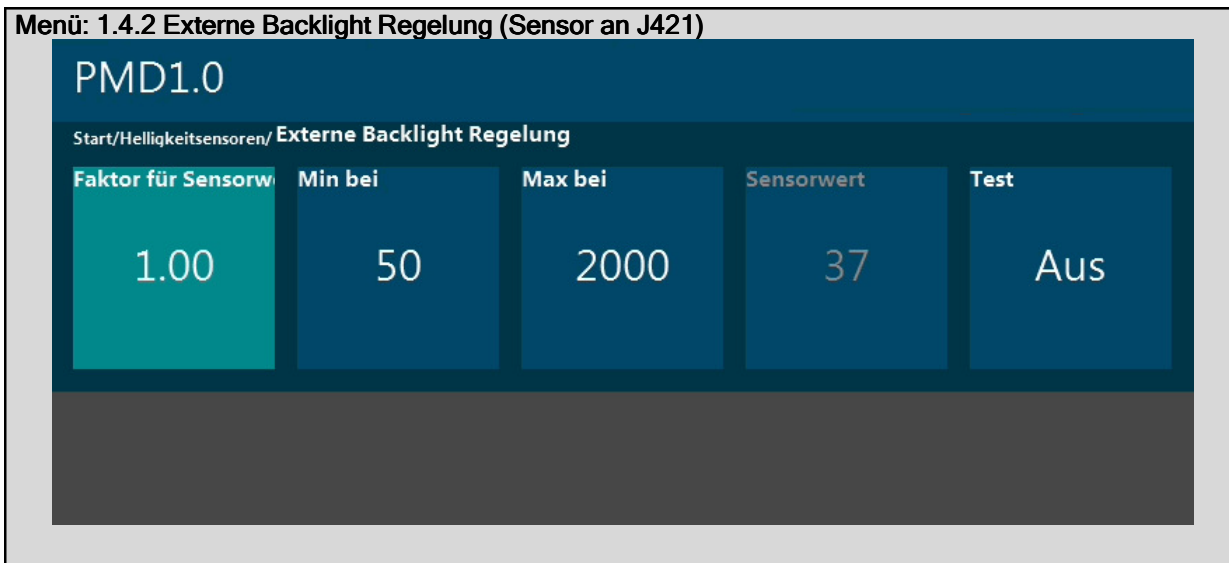 Menü: 1.4.2 Externe Backlight Regelung (Sensor an J421)
PMD1.0
Start/Helligkeitsensoren/ Externe Backlight Regelung
Faktor für Sensorw Min bei Max bei Sensorwert Test
1.00 50 2000 37 Aus